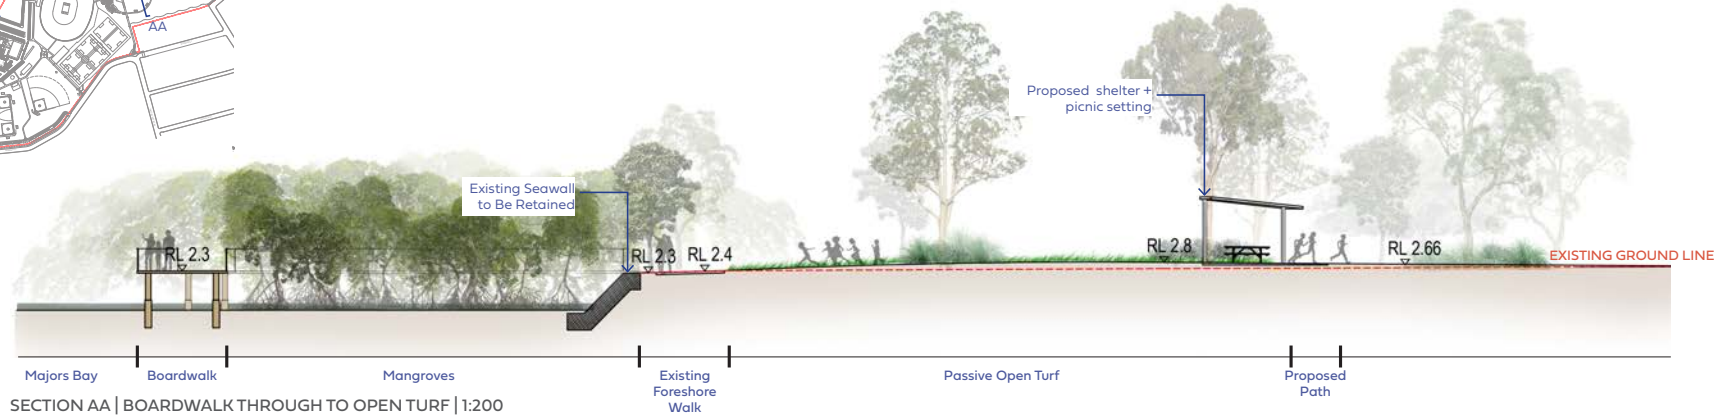 AA
Proposed shelter +
picnic setting
Existing Seawall
to Be Retained
RL 2.3
RL 2.3
RL 2.4
RL 2.8
RL 2.66
EXISTING GROUND LINE
Majors Bay
Boardwalk
Mangroves
Existing
Foreshore
Walk
Passive Open Turf
Proposed
Path
SECTION AA | BOARDWALK THROUGH TO OPEN TURF | 1:200